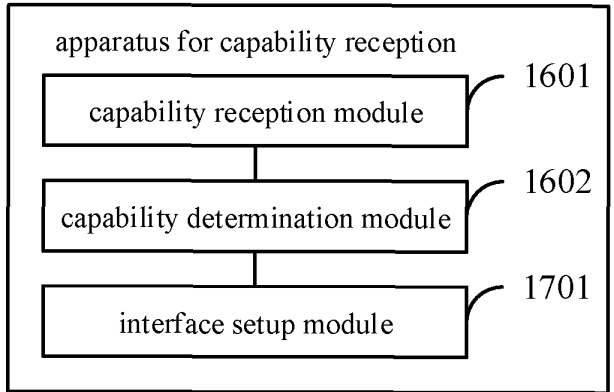 apparatus for capability reception
capability reception module
1601
capability determination module
1602
interface setup module
1701